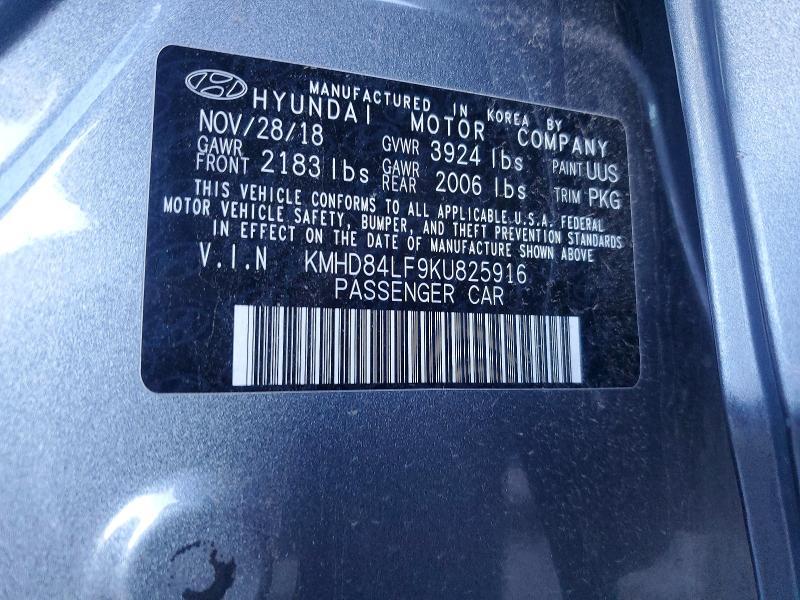 MANUFACTURED IN KOREA BY
HYUNDAI MOTOR COMPANY
NOV/28/18 GVWR 3924 lbs PAINT UUS
GAWR FRONT 2183 lbs GAWR REAR 2006 lbs TRIM PKG
THIS VEHICLE CONFORMS TO ALL APPLICABLE U.S.A. FEDERAL
MOTOR VEHICLE SAFETY, BUMPER, AND THEFT PREVENTION STANDARDS
IN EFFECT ON THE DATE OF MANUFACTURE SHOWN ABOVE
V.I.N KMHD84LF9KU825916
PASSENGER CAR